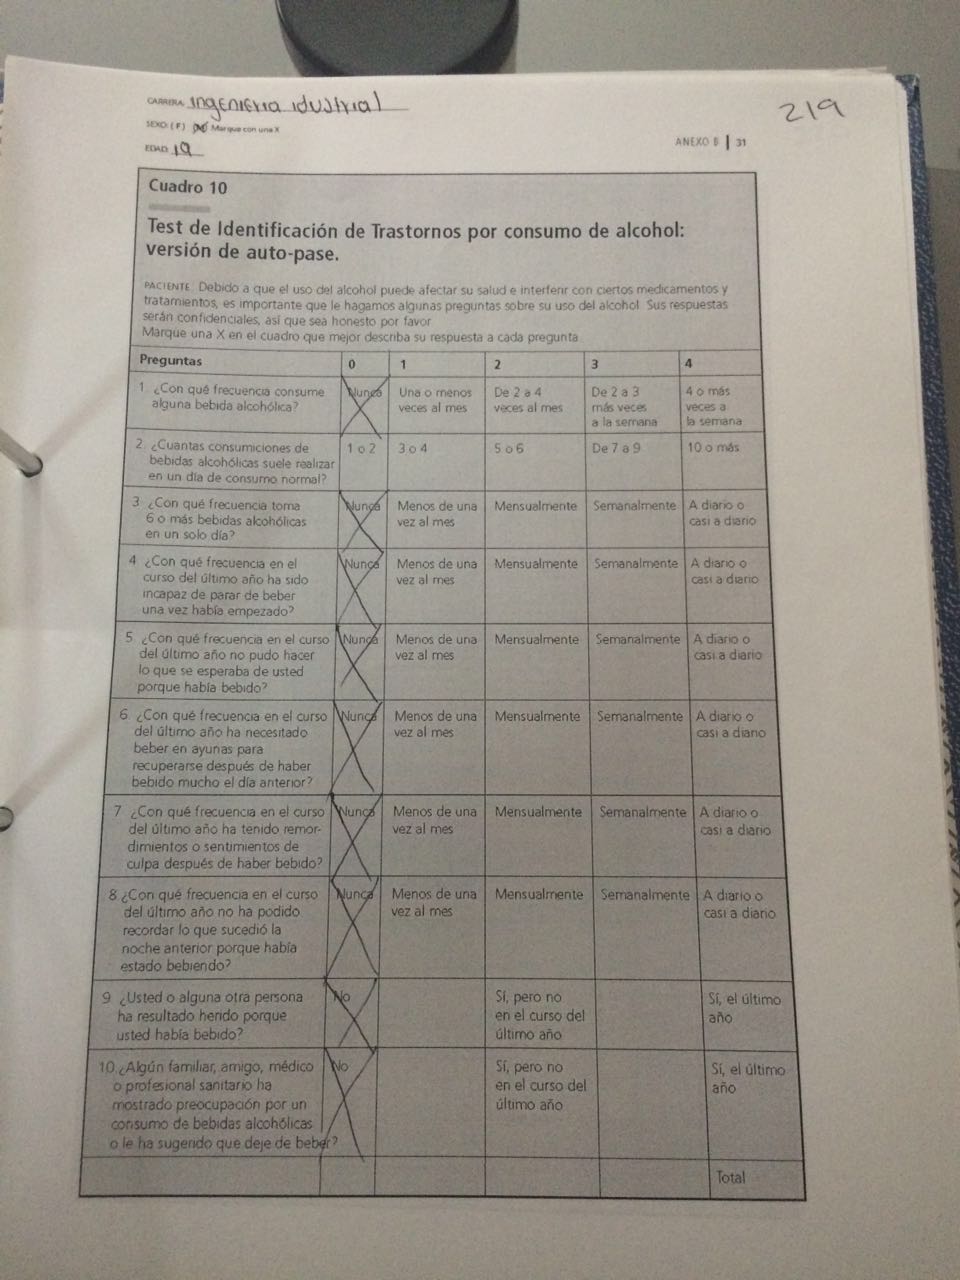 CARRERA: Ingenieria idustrial
219
SEXO: (F) Marque con una X
EDAD: 19
ANEXO B | 31
Cuadro 10
Test de Identificación de Trastornos por consumo de alcohol:
versión de auto-pase.
PACIENTE: Debido a que el uso del alcohol puede afectar su salud e interferir con ciertos medicamentos y
tratamientos, es importante que le hagamos algunas preguntas sobre su uso del alcohol. Sus respuestas
serán confidenciales, así que sea honesto por favor.
Marque una X en el cuadro que mejor describa su respuesta a cada pregunta.
Preguntas 0 1 2 3 4
1. ¿Con qué frecuencia consume Nunca Una o menos De 2 a 4 De 2 a 3 4 o más
alguna bebida alcohólica? veces al mes veces al mes más veces veces a
a la semana la semana
2. ¿Cuantas consumiciones de 1 o 2 3 o 4 5 o 6 De 7 a 9 10 o más
bebidas alcohólicas suele realizar
en un día de consumo normal?
3. ¿Con qué frecuencia toma Nunca Menos de una Mensualmente Semanalmente A diario o
6 o más bebidas alcohólicas vez al mes casi a diario
en un solo día?
4. ¿Con qué frecuencia en el Nunca Menos de una Mensualmente Semanalmente A diario o
curso del último año ha sido vez al mes casi a diario
incapaz de parar de beber
una vez había empezado?
5. ¿Con qué frecuencia en el curso Nunca Menos de una Mensualmente Semanalmente A diario o
del último año no pudo hacer vez al mes casi a diario
lo que se esperaba de usted
porque había bebido?
6. ¿Con qué frecuencia en el curso Nunca Menos de una Mensualmente Semanalmente A diario o
del último año ha necesitado vez al mes casi a diario
beber en ayunas para
recuperarse después de haber
bebido mucho el día anterior?
7. ¿Con qué frecuencia en el curso Nunca Menos de una Mensualmente Semanalmente A diario o
del último año ha tenido remor- vez al mes casi a diario
dimientos o sentimientos de
culpa después de haber bebido?
8. ¿Con qué frecuencia en el curso Nunca Menos de una Mensualmente Semanalmente A diario o
del último año no ha podido vez al mes casi a diario
recordar lo que sucedió la
noche anterior porque había
estado bebiendo?
9. ¿Usted o alguna otra persona No Sí, pero no Sí, el último
ha resultado herido porque en el curso del año
usted había bebido? último año
10. ¿Algún familiar, amigo, médico No Sí, pero no Sí, el último
o profesional sanitario ha en el curso del año
mostrado preocupación por un último año
consumo de bebidas alcohólicas
o le ha sugerido que deje de beber?
Total